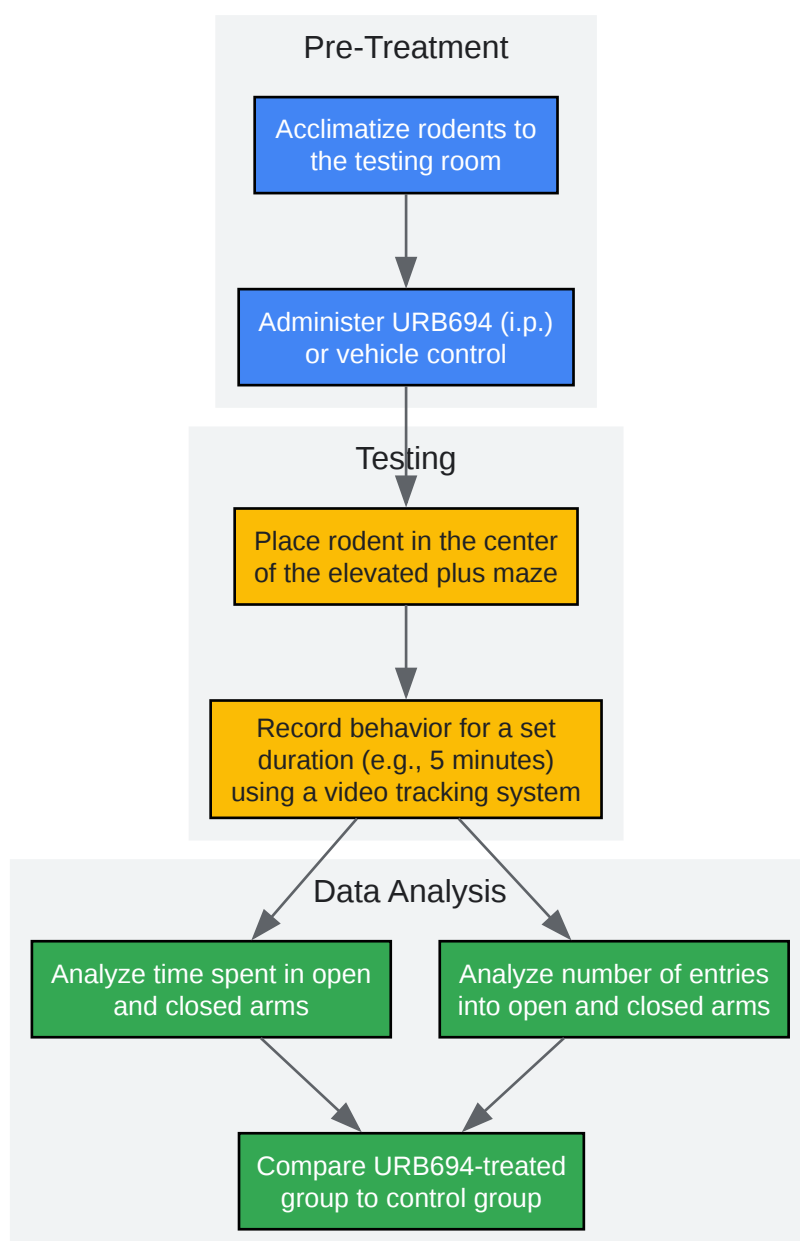 Pre-Treatment
Acclimatize rodents to
the testing room
Administer URB694 (i.p.)
or vehicle control
Testing
Place rodent in the center
of the elevated plus maze
Record behavior for a set
duration (e.g., 5 minutes)
using a video tracking system
Data Analysis
Analyze time spent in open
and closed arms
Analyze number of entries
into open and closed arms
Compare URB694-treated
group to control group